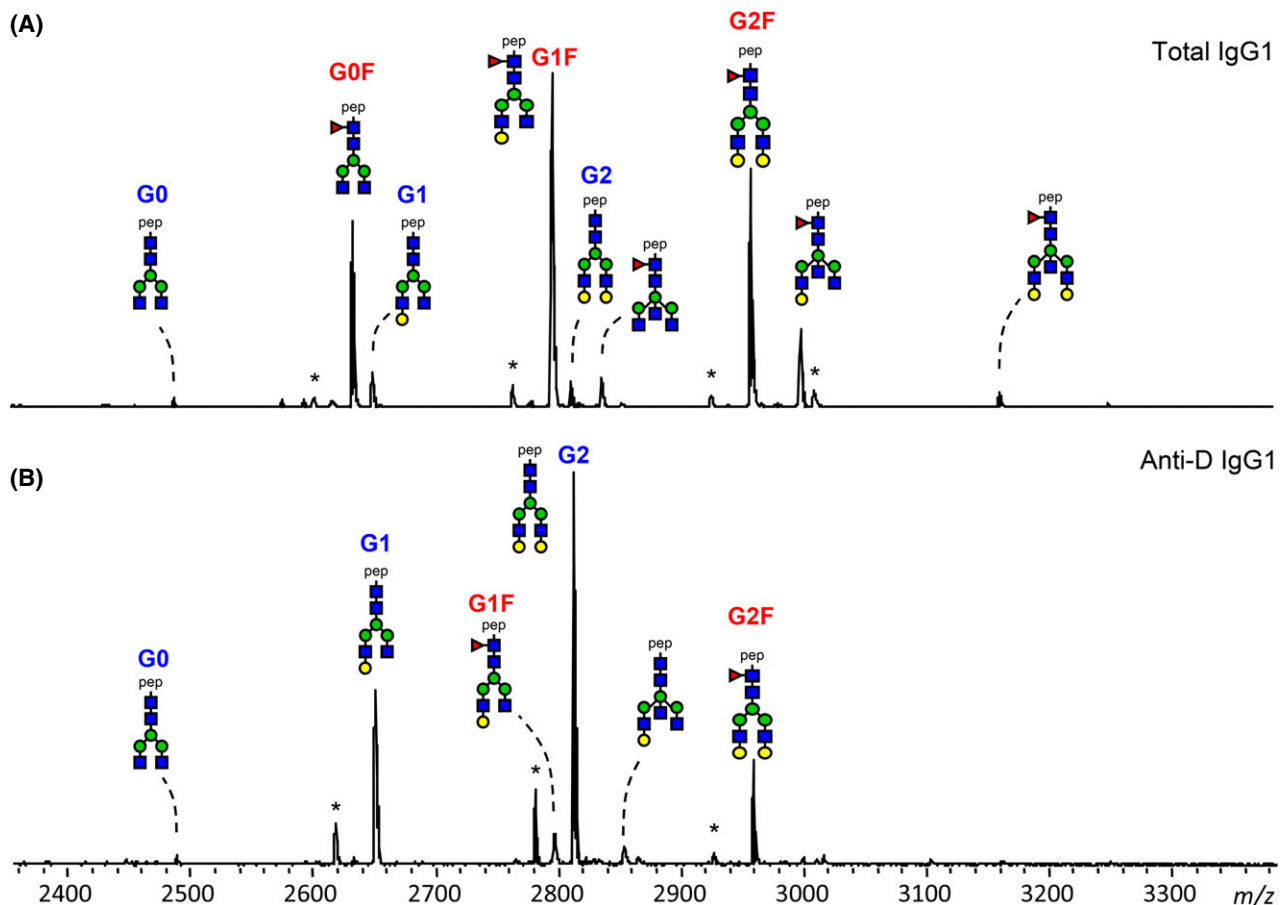 (A)
Total IgG1
G2F
pep
G1F
pep
G0F
pep
G2
pep
G1
pep
G0
pep
pep
pep
pep
*
*
*
*
(B)
Anti-D IgG1
G2
pep
G1
pep
G1F
pep
G2F
pep
pep
G0
pep
*
*
*
2400 2500 2600 2700 2800 2900 3000 3100 3200 3300 m/z